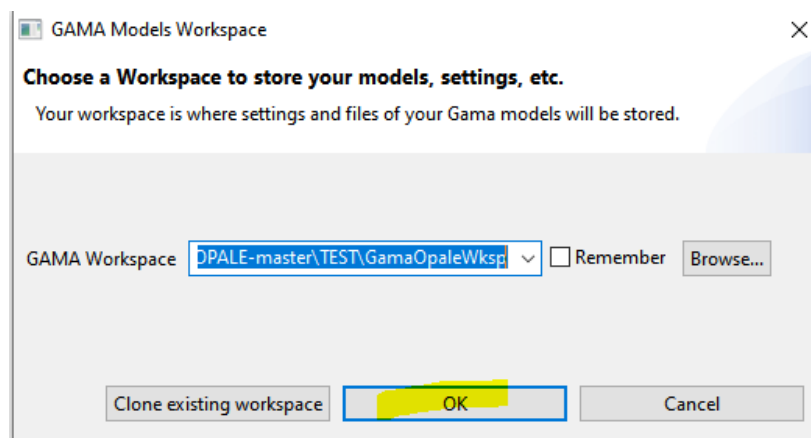 GAMA Models Workspace
Choose a Workspace to store your models, settings, etc.
Your workspace is where settings and files of your Gama models will be stored.
GAMA Workspace OPALE-master\TEST\GamaOpaleWksp Remember Browse...
Clone existing workspace OK Cancel